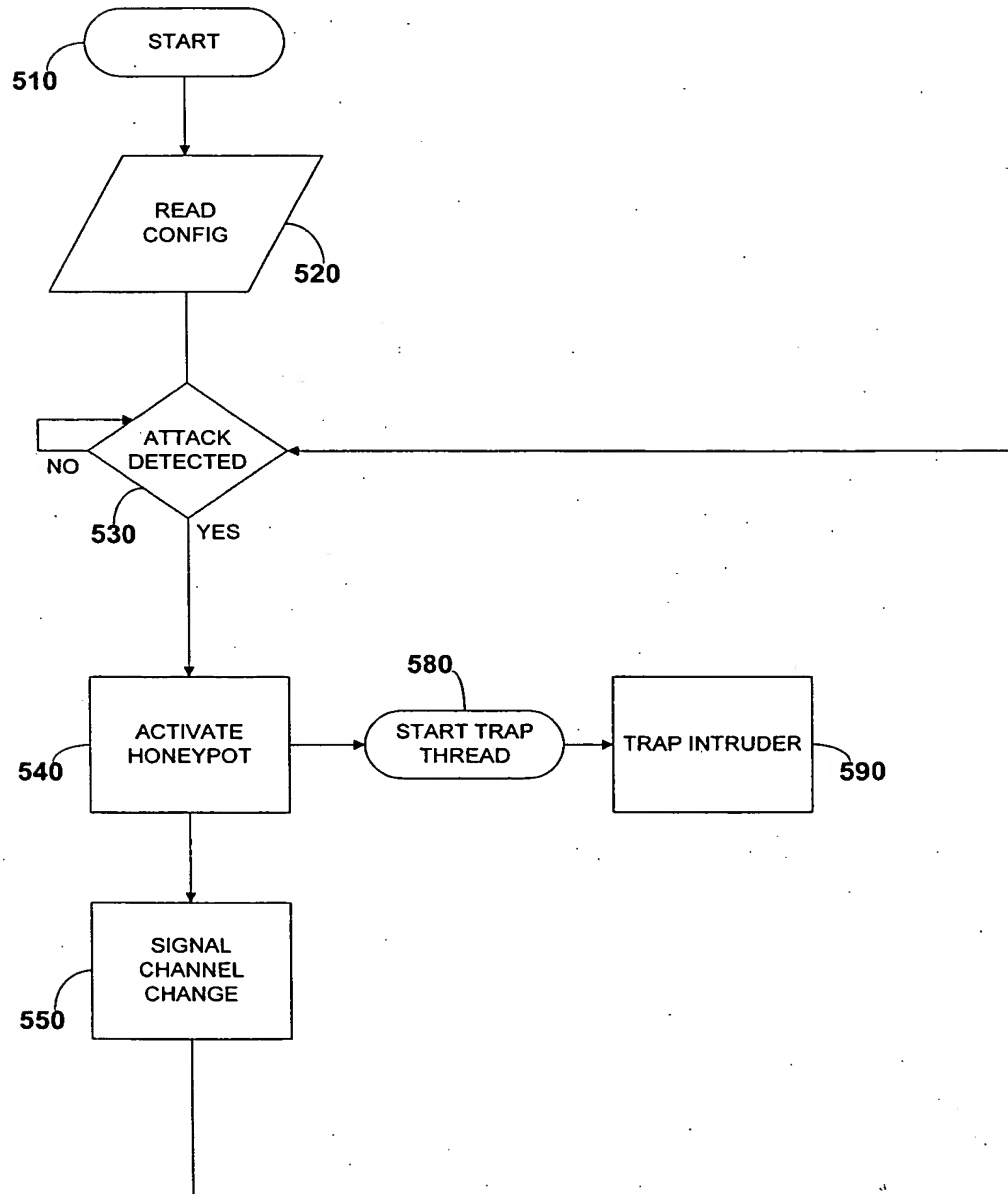 START
510
READ
CONFIG
520
ATTACK
DETECTED
NO
530
YES
580
ACTIVATE
HONEYPOT
540
START TRAP
THREAD
TRAP INTRUDER
590
SIGNAL
CHANNEL
CHANGE
550